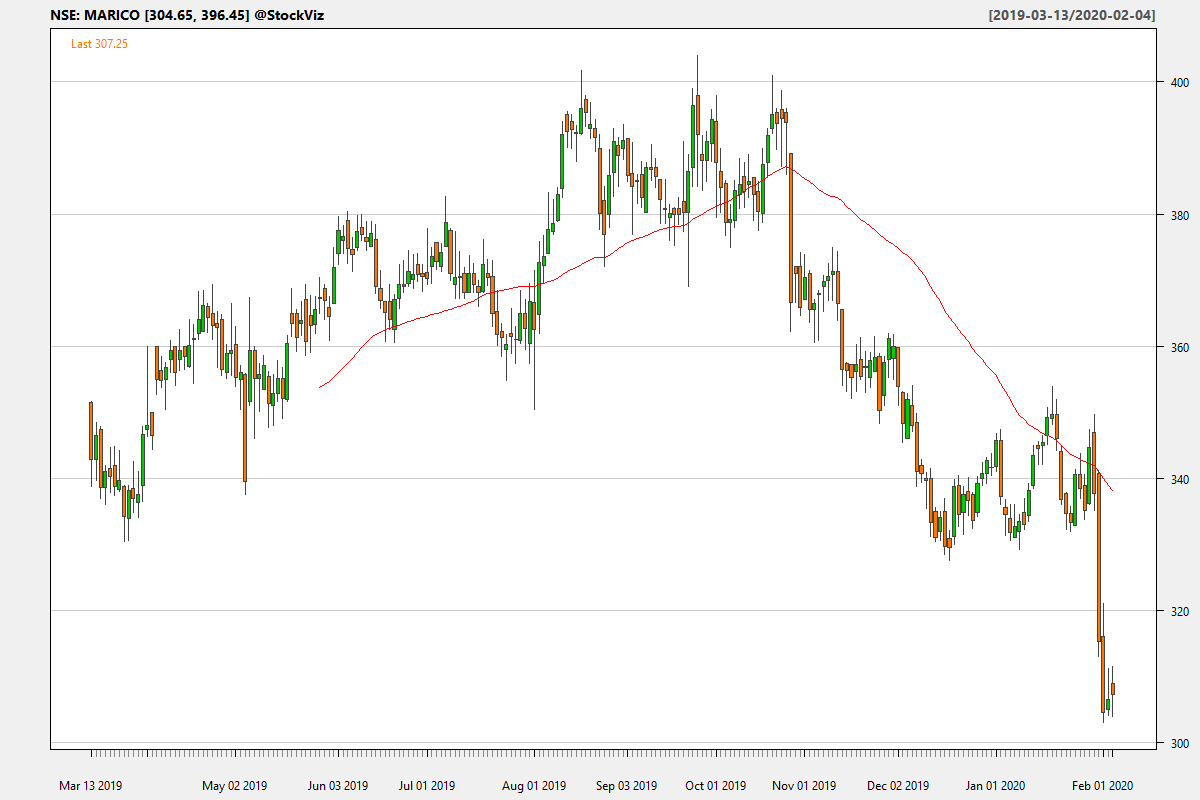 NSE: MARICO [304.65, 396.45] @StockViz [2019-03-13/2020-02-04]
Last 307.25
400
380
360
340
320
300
Mar 13 2019 May 02 2019 Jun 03 2019 Jul 01 2019 Aug 01 2019 Sep 03 2019 Oct 01 2019 Nov 01 2019 Dec 02 2019 Jan 01 2020 Feb 01 2020